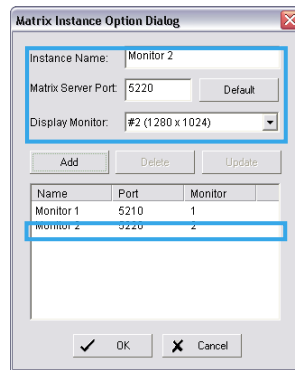 Matrix Instance Option Dialog
Instance Name: Monitor 2
Matrix Server Port: 5220 Default
Display Monitor: #2 (1280 x 1024)
Add Delete Update
Name Port Monitor
Monitor 1 5210 1
Monitor 2 5220 2
OK Cancel